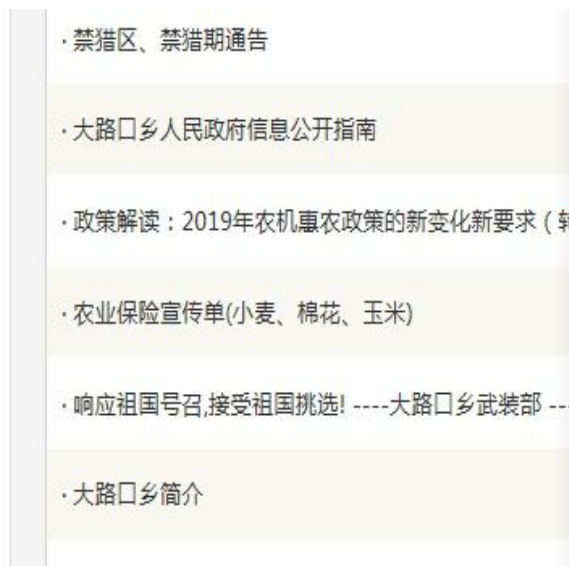 · 禁猎区、禁猎期通告
· 大路口乡人民政府信息公开指南
· 政策解读：2019年农机惠农政策的新变化新要求（转
· 农业保险宣传单(小麦、棉花、玉米)
· 响应祖国号召,接受祖国挑选! ----大路口乡武装部 --
· 大路口乡简介